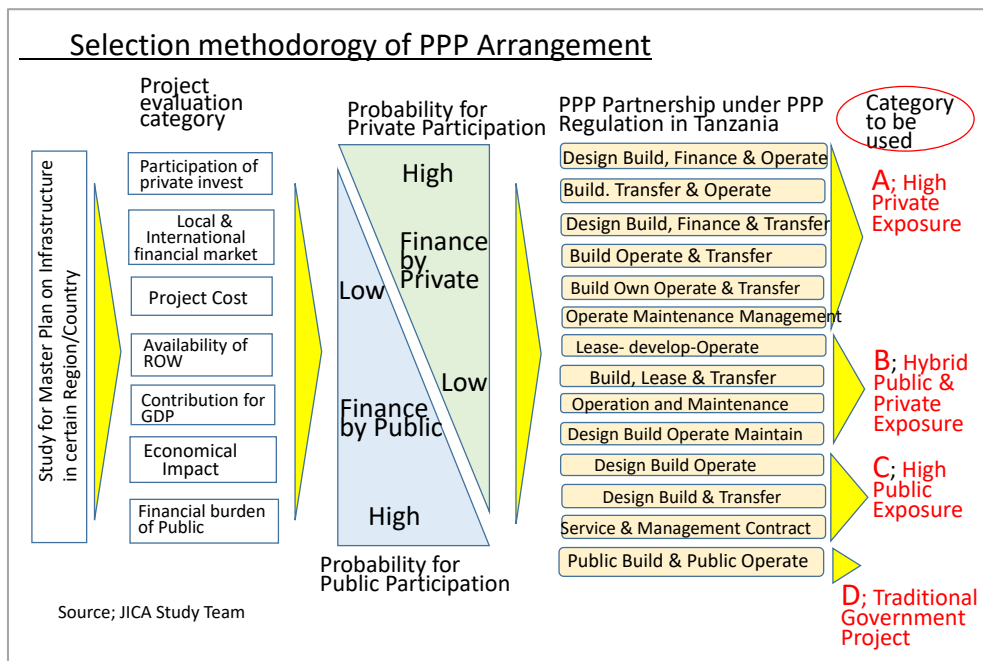 Selection methodorogy of PPP Arrangement
Project
evaluation
category
Probability for
Private Participation
PPP Partnership under PPP
Regulation in Tanzania
Category
to be
used
Study for Master Plan on Infrastructure
in certain Region/Country
Participation of
private invest
Local &
International
financial market
Project Cost
Availability of
ROW
Contribution for
GDP
Economical
Impact
Financial burden
of Public
High
Finance
by
Private
Low
Low
Finance
by Public
High
Probability for
Public Participation
Design Build, Finance & Operate
Build. Transfer & Operate
Design Build, Finance & Transfer
Build Operate & Transfer
Build Own Operate & Transfer
Operate Maintenance Management
Lease- develop-Operate
Build, Lease & Transfer
Operation and Maintenance
Design Build Operate Maintain
Design Build Operate
Design Build & Transfer
Service & Management Contract
Public Build & Public Operate
A; High
Private
Exposure
B; Hybrid
Public &
Private
Exposure
C; High
Public
Exposure
D; Traditional
Government
Project
Source; JICA Study Team